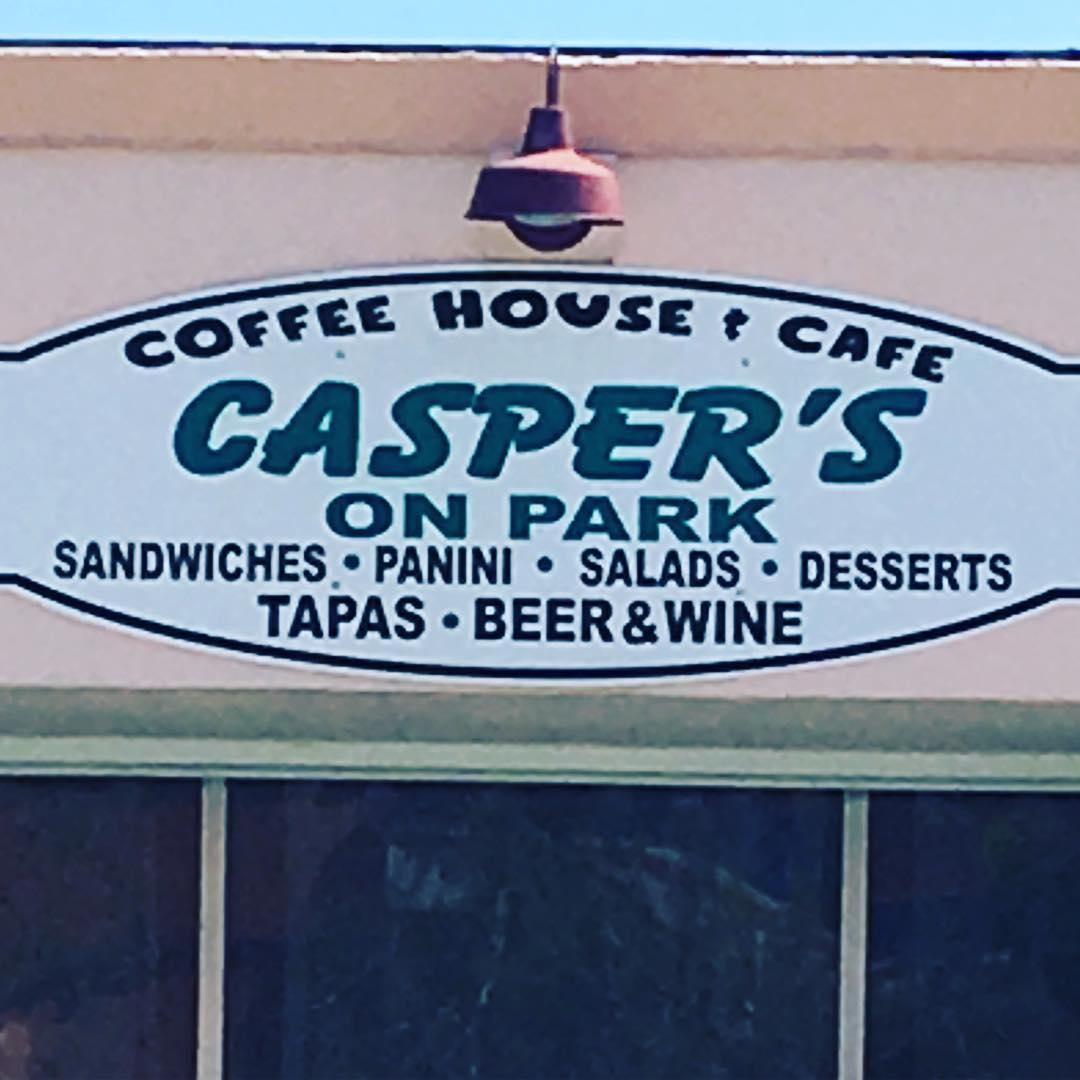 COFFEE HOUSE & CAFE
CASPER'S
ON PARK
SANDWICHES • PANINI • SALADS • DESSERTS
TAPAS • BEER & WINE